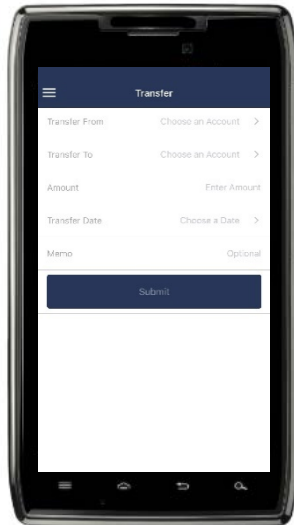 Transfer
Transfer From Choose an Account >
Transfer To Choose an Account >
Amount Enter Amount
Transfer Date Choose a Date >
Memo Optional
Submit